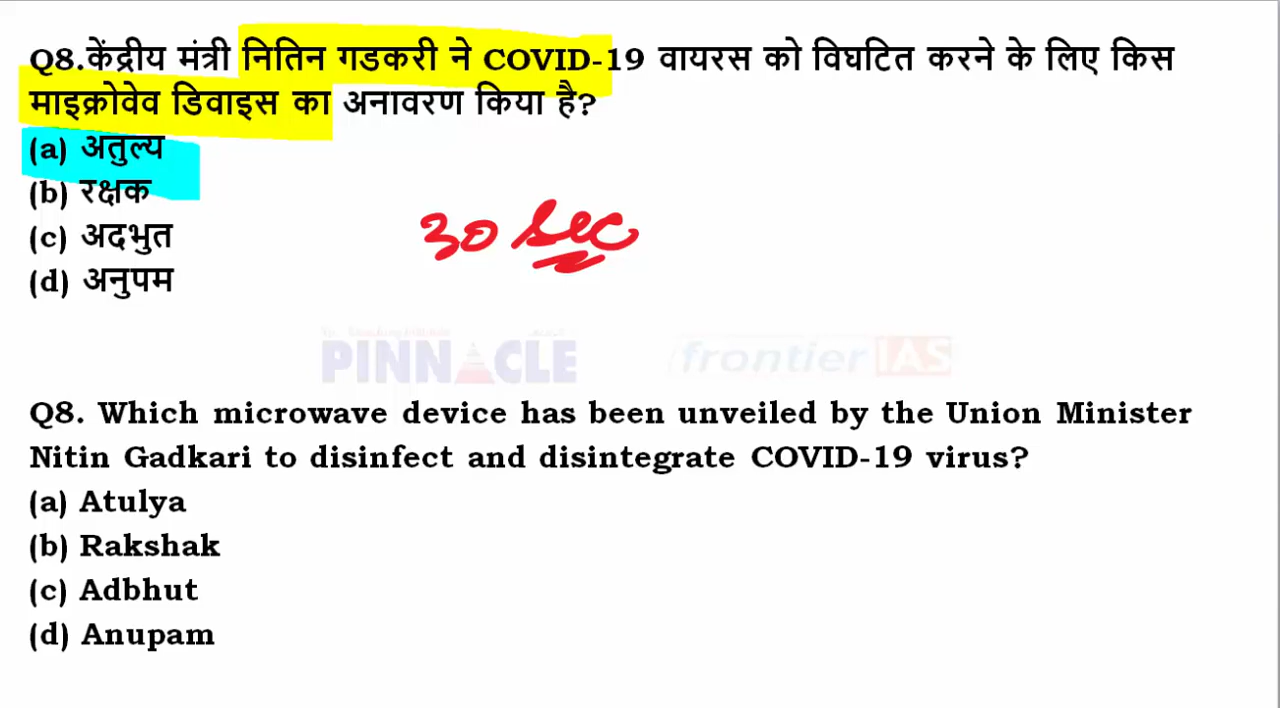 Q8.केंद्रीय मंत्री नितिन गडकरी ने COVID-19 वायरस को विघटित करने के लिए किस
माइक्रोवेव डिवाइस का अनावरण किया है?
(a) अतुल्य
(b) रक्षक
(c) अदभुत
(d) अनुपम
30 sec
PINNACLE
frontier IAS
Q8. Which microwave device has been unveiled by the Union Minister
Nitin Gadkari to disinfect and disintegrate COVID-19 virus?
(a) Atulya
(b) Rakshak
(c) Adbhut
(d) Anupam